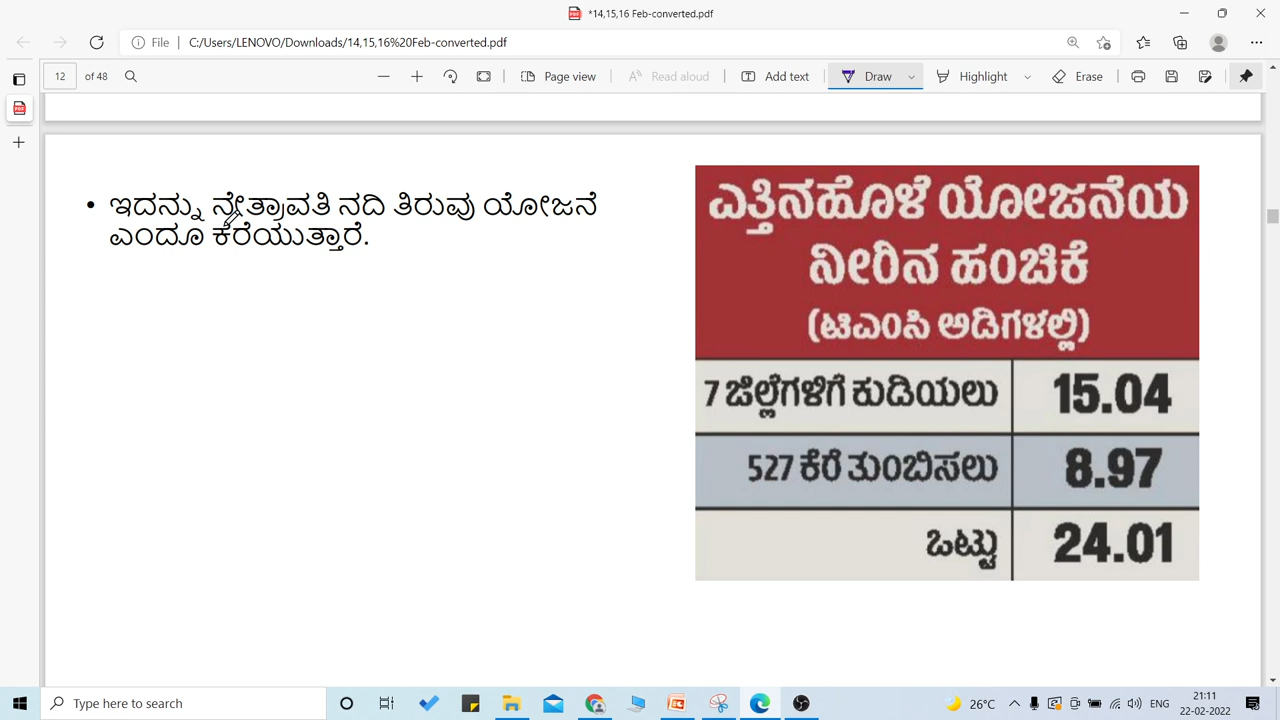 *14,15,16 Feb-converted.pdf
File C:/Users/LENOVO/Downloads/14,15,16%20Feb-converted.pdf
12 of 48 Page view Read aloud Add text Draw Highlight Erase
ಇದನ್ನು ನೇತ್ರಾವತಿ ನದಿ ತಿರುವು ಯೋಜನೆ
ಎಂದೂ ಕರೆಯುತ್ತಾರೆ.
ಎತ್ತಿನಹೊಳೆ ಯೋಜನೆಯ
ನೀರಿನ ಹಂಚಿಕೆ
(ಟಿಎಂಸಿ ಅಡಿಗಳಲ್ಲಿ)
7 ಜಿಲ್ಲೆಗಳಿಗೆ ಕುಡಿಯಲು 15.04
527 ಕೆರೆ ತುಂಬಿಸಲು 8.97
ಒಟ್ಟು 24.01
Type here to search 26°C ENG 21:11
22-02-2022